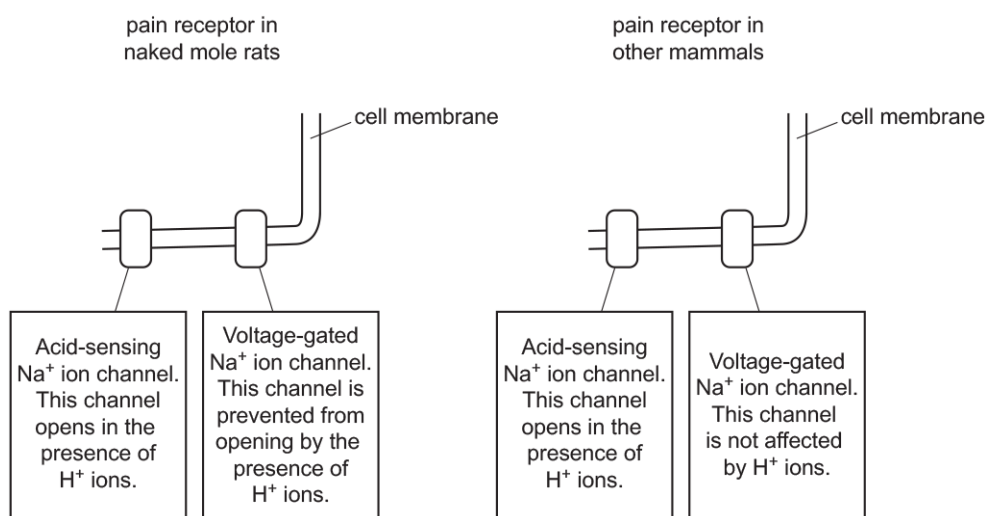 pain receptor in
naked mole rats
pain receptor in
other mammals
cell membrane
cell membrane
Acid-sensing
Na⁺ ion channel.
This channel
opens in the
presence of
H⁺ ions.
Voltage-gated
Na⁺ ion channel.
This channel is
prevented from
opening by the
presence of
H⁺ ions.
Acid-sensing
Na⁺ ion channel.
This channel
opens in the
presence of
H⁺ ions.
Voltage-gated
Na⁺ ion channel.
This channel
is not affected
by H⁺ ions.